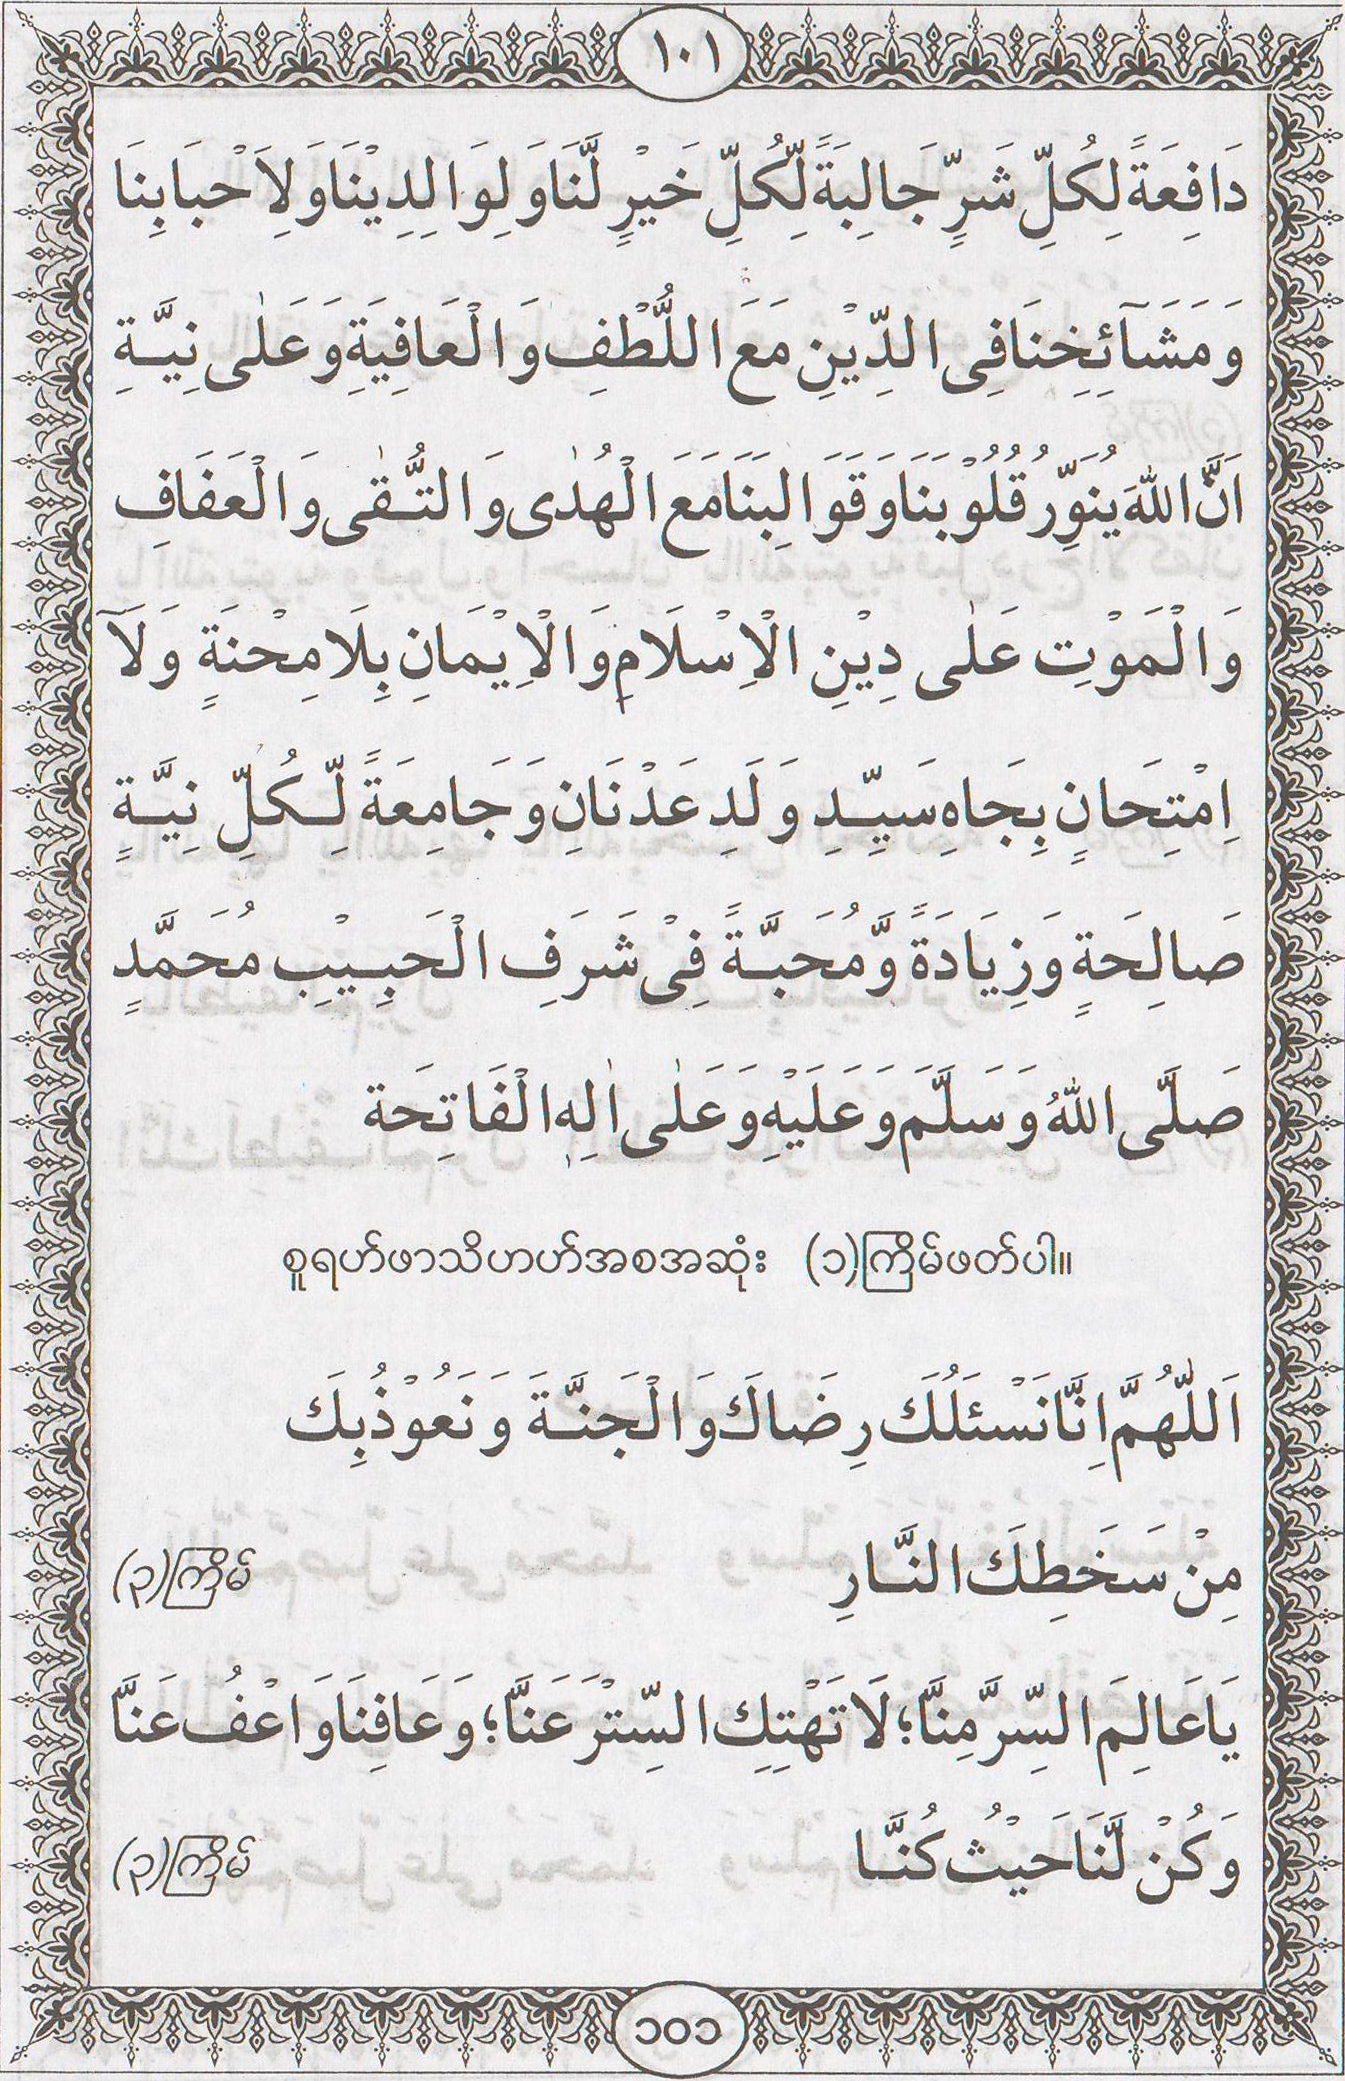 ١٠١
دَافِعَةً لِكُلِّ شَرٍّ جَالِبَةً لِّكُلِّ خَيْرٍ لَّنَا وَلِوَالِدِيْنَا وَلِاَحْبَابِنَا
وَمَشَآئِخِنَا فِى الدِّيْنِ مَعَ اللُّطْفِ وَالْعَافِيَةِ وَعَلٰى نِيَّةِ
اَنَّ اللّٰهَ يُنَوِّرُ قُلُوْبَنَا وَقَوَالِبَنَا مَعَ الْهُدٰى وَالتُّقٰى وَالْعَفَافِ
وَالْمَوْتِ عَلٰى دِيْنِ الْاِسْلَامِ وَالْاِيْمَانِ بِلَا مِحْنَةٍ وَلَآ
اِمْتِحَانٍ بِجَاهِ سَيِّدِ وَلَدِ عَدْنَانِ وَجَامِعَةً لِّكُلِّ نِيَّةٍ
صَالِحَةٍ وَزِيَادَةً وَّمُحَبَّةً فِىْ شَرَفِ الْحَبِيْبِ مُحَمَّدٍ
صَلَّى اللّٰهُ وَسَلَّمَ وَعَلَيْهِ وَعَلٰى اٰلِهِ الْفَاتِحَة
စူရဟ်ဖာသိဟဟ်အစအဆုံး (၁)ကြိမ်ဖတ်ပါ။
اَللّٰهُمَّ اِنَّا نَسْئَلُكَ رِضَاكَ وَالْجَنَّةَ وَنَعُوْذُبِكَ
مِنْ سَخَطِكَ النَّارِ (၃)ကြိမ်
يَا عَالِمَ السِّرِّ مِنَّا؛ لَا تَهْتِكِ السِّتْرَ عَنَّا؛ وَعَافِنَا وَاعْفُ عَنَّا
وَكُنْ لَّنَا حَيْثُ كُنَّا (၃)ကြိမ်
၁၀၁